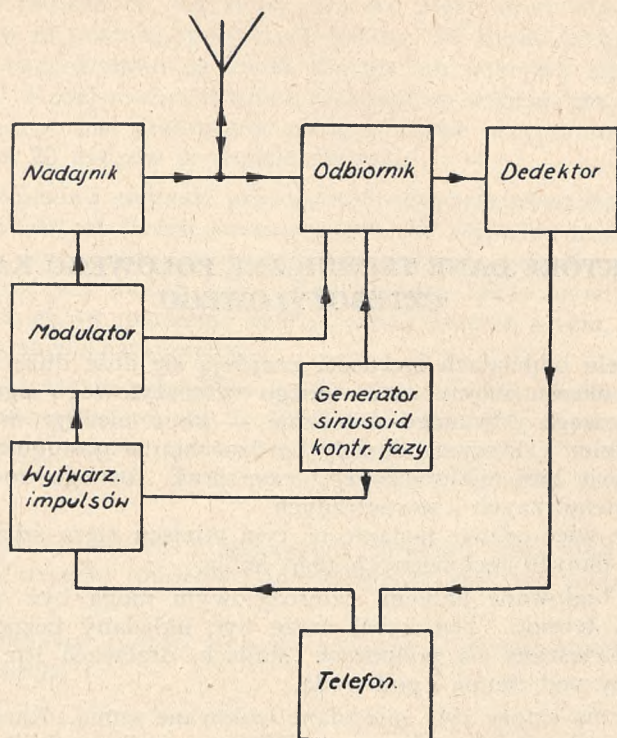 Nadajnik
Odbiornik
Dedektor
Modulator
Generator
sinusoid
kontr. fazy
Wytwarz.
impulsów
Telefon